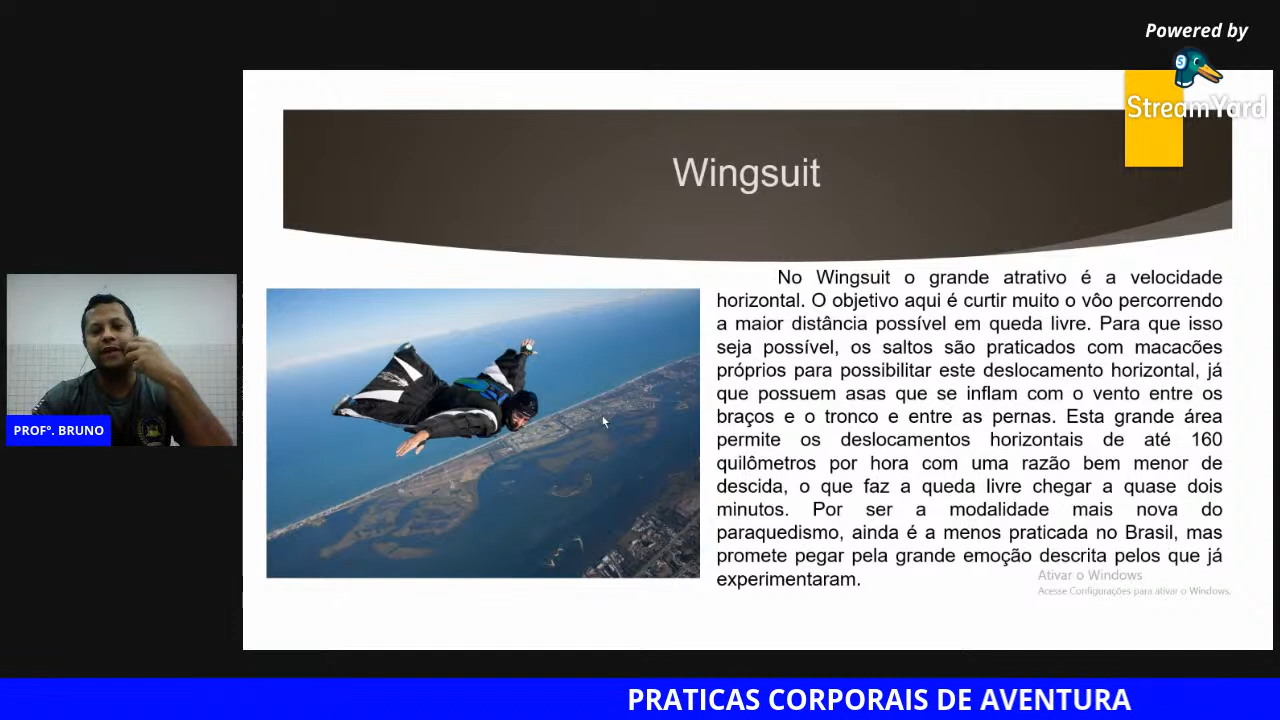 Powered by
StreamYard
Wingsuit
No Wingsuit o grande atrativo é a velocidade
horizontal. O objetivo aqui é curtir muito o vôo percorrendo
a maior distância possível em queda livre. Para que isso
seja possível, os saltos são praticados com macacões
próprios para possibilitar este deslocamento horizontal, já
que possuem asas que se inflam com o vento entre os
braços e o tronco e entre as pernas. Esta grande área
permite os deslocamentos horizontais de até 160
quilômetros por hora com uma razão bem menor de
descida, o que faz a queda livre chegar a quase dois
minutos. Por ser a modalidade mais nova do
paraquedismo, ainda é a menos praticada no Brasil, mas
promete pegar pela grande emoção descrita pelos que já
experimentaram.
Ativar o Windows
Acesse Configurações para ativar o Windows.
PROFº. BRUNO
PRATICAS CORPORAIS DE AVENTURA